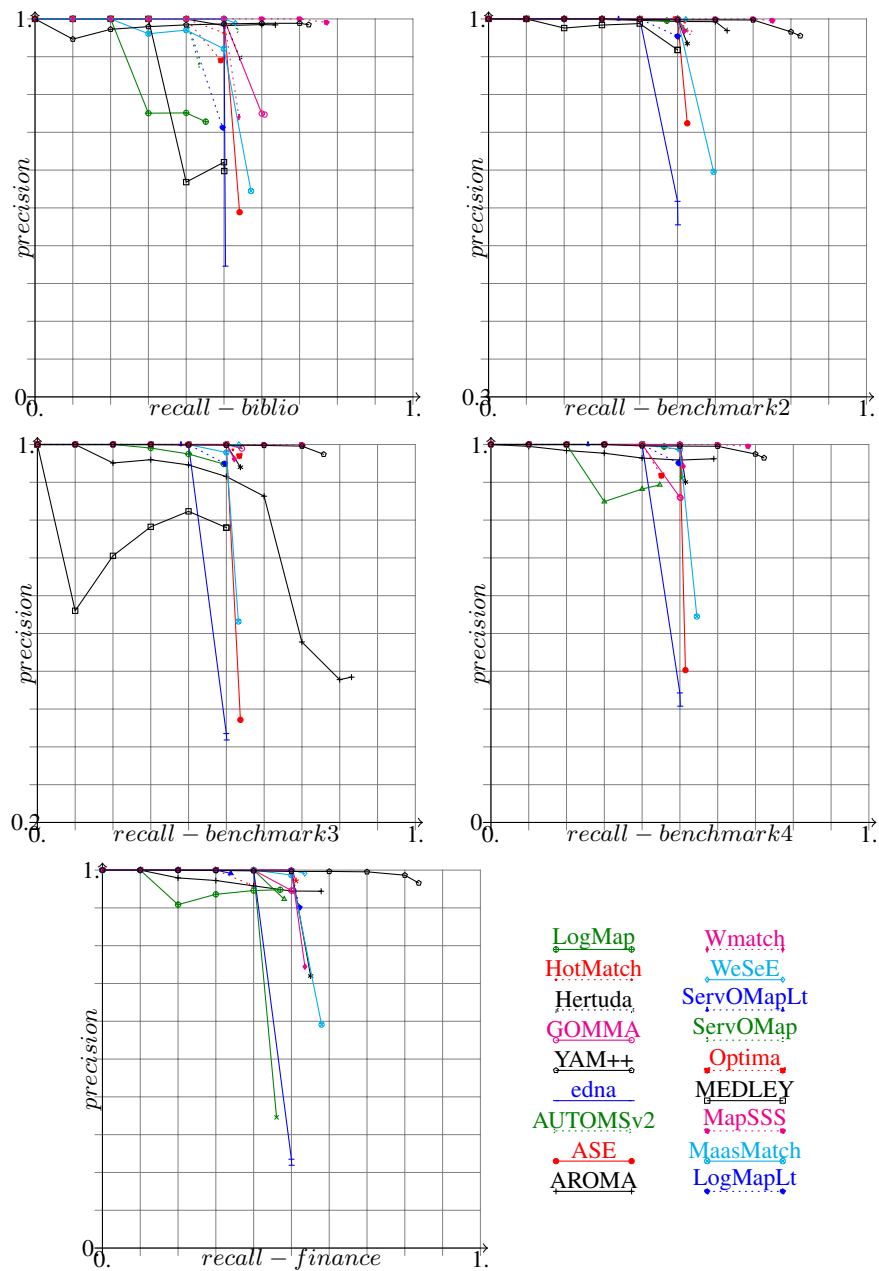 1.
precision
0.
0.
recall − biblio
1.
1.
precision
0.
recall − benchmark2
1.
1.
precision
0.
recall − benchmark3
1.
1.
precision
0.
0.
recall − benchmark4
1.
1.
precision
0.
0.
recall − finance
1.
LogMap
HotMatch
Hertuda
GOMMA
YAM++
edna
AUTOMSv2
ASE
AROMA
Wmatch
WeSeE
ServOMapLt
ServOMap
Optima
MEDLEY
MapSSS
MaasMatch
LogMapLt